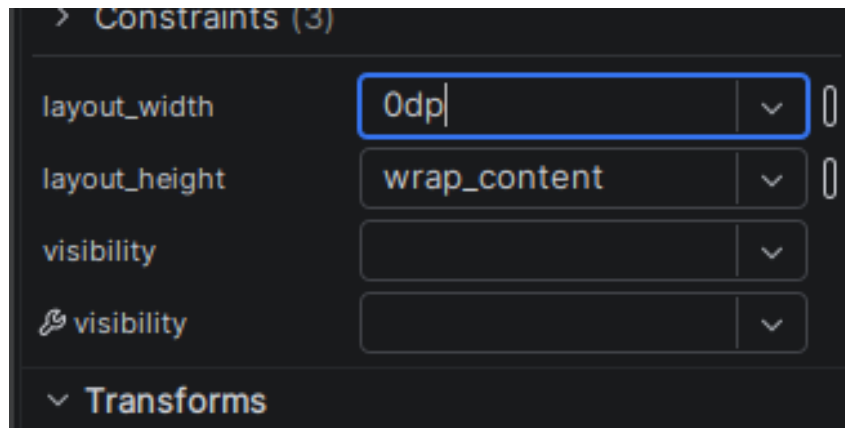 Constraints (3)
layout_width 0dp
layout_height wrap_content
visibility
visibility
Transforms